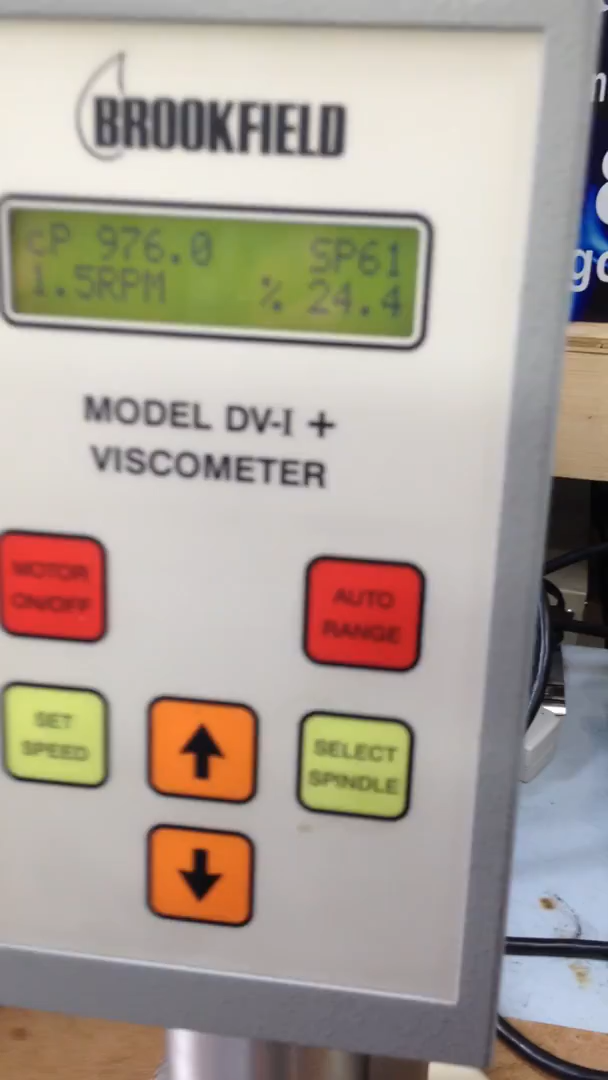 BROOKFIELD
cP 976.0 SP61
1.5RPM % 24.4
MODEL DV-I +
VISCOMETER
MOTOR
ON/OFF
AUTO
RANGE
SET
SPEED
SELECT
SPINDLE